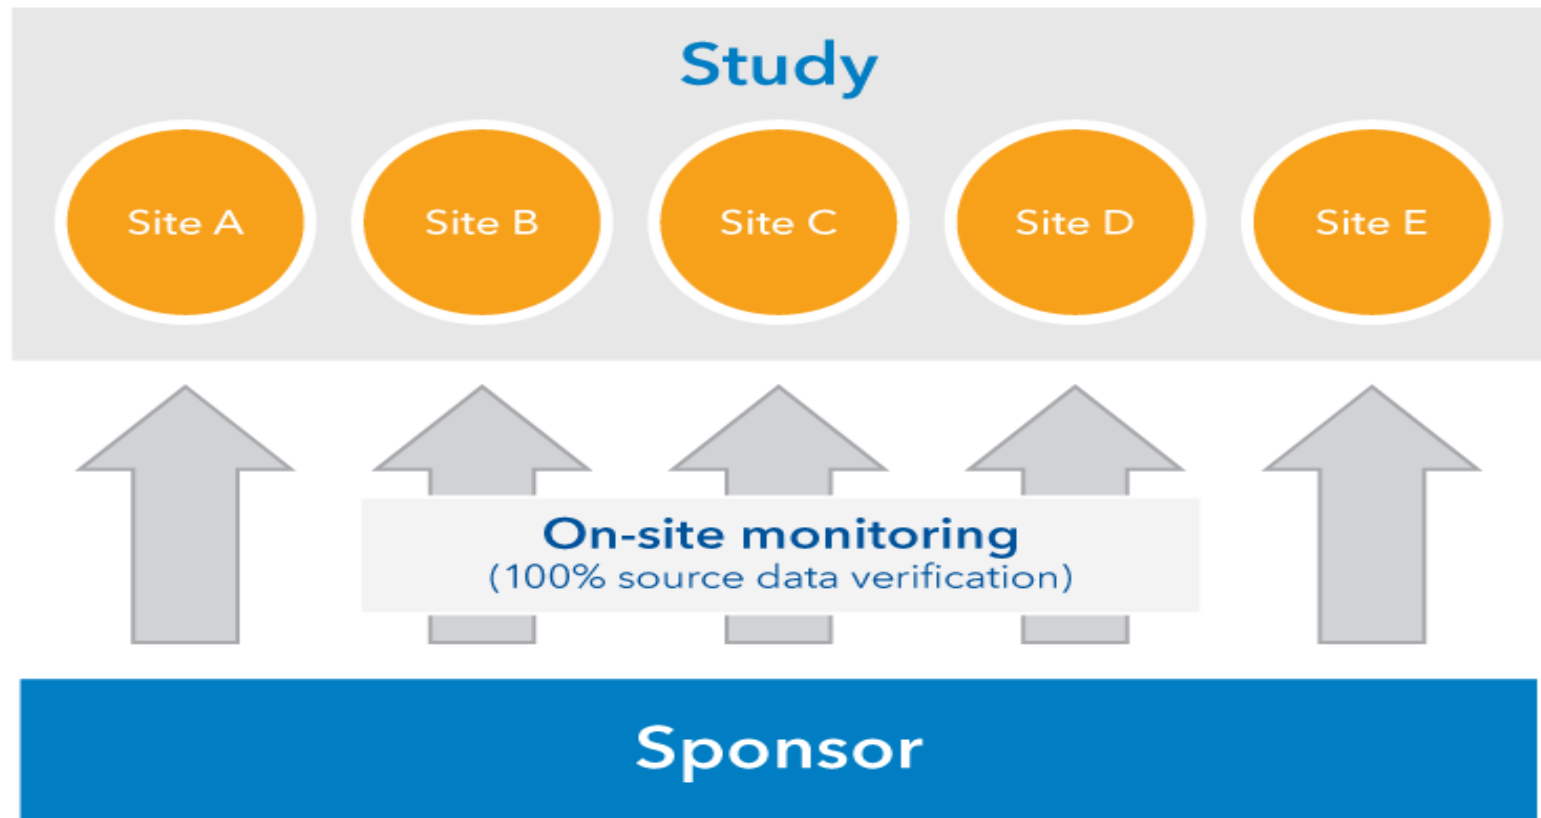 Study
Site A
Site B
Site C
Site D
Site E
On-site monitoring
(100% source data verification)
Sponsor